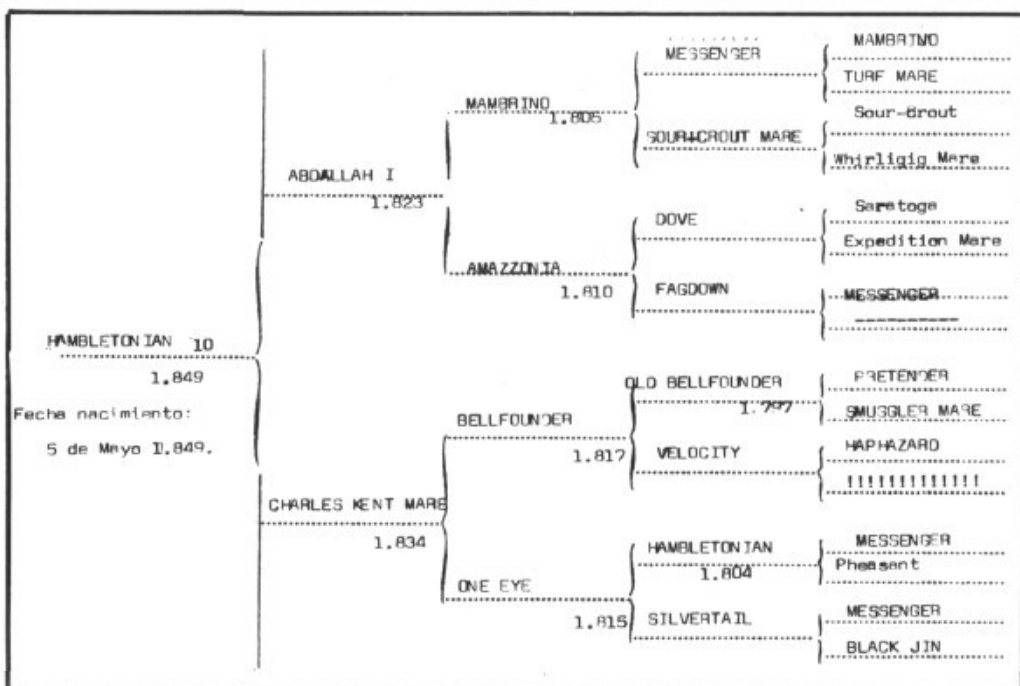 MAMBRINO
MESSENGER
TURF MARE
MAMBRINO
1.805
Sour-Brout
SOUR+CROUT MARE
Whirligig Mare
ABDALLAH I
1.823
Saratoga
DOVE
Expedition Mare
AMAZZONIA
1.810
FAGDOWN
MESSENGER
----------
HAMBLETONIAN 10
1.849
Fecha nacimiento:
5 de Mayo 1.849.
PRETENDER
OLD BELLFOUNDER
1.797
SMUGGLER MARE
BELLFOUNDER
1.817
HAPHAZARD
VELOCITY
!!!!!!!!!!!!!
CHARLES KENT MARE
1.834
MESSENGER
HAMBLETONIAN
1.804
Pheasant
ONE EYE
1.815
MESSENGER
SILVERTAIL
BLACK JIN